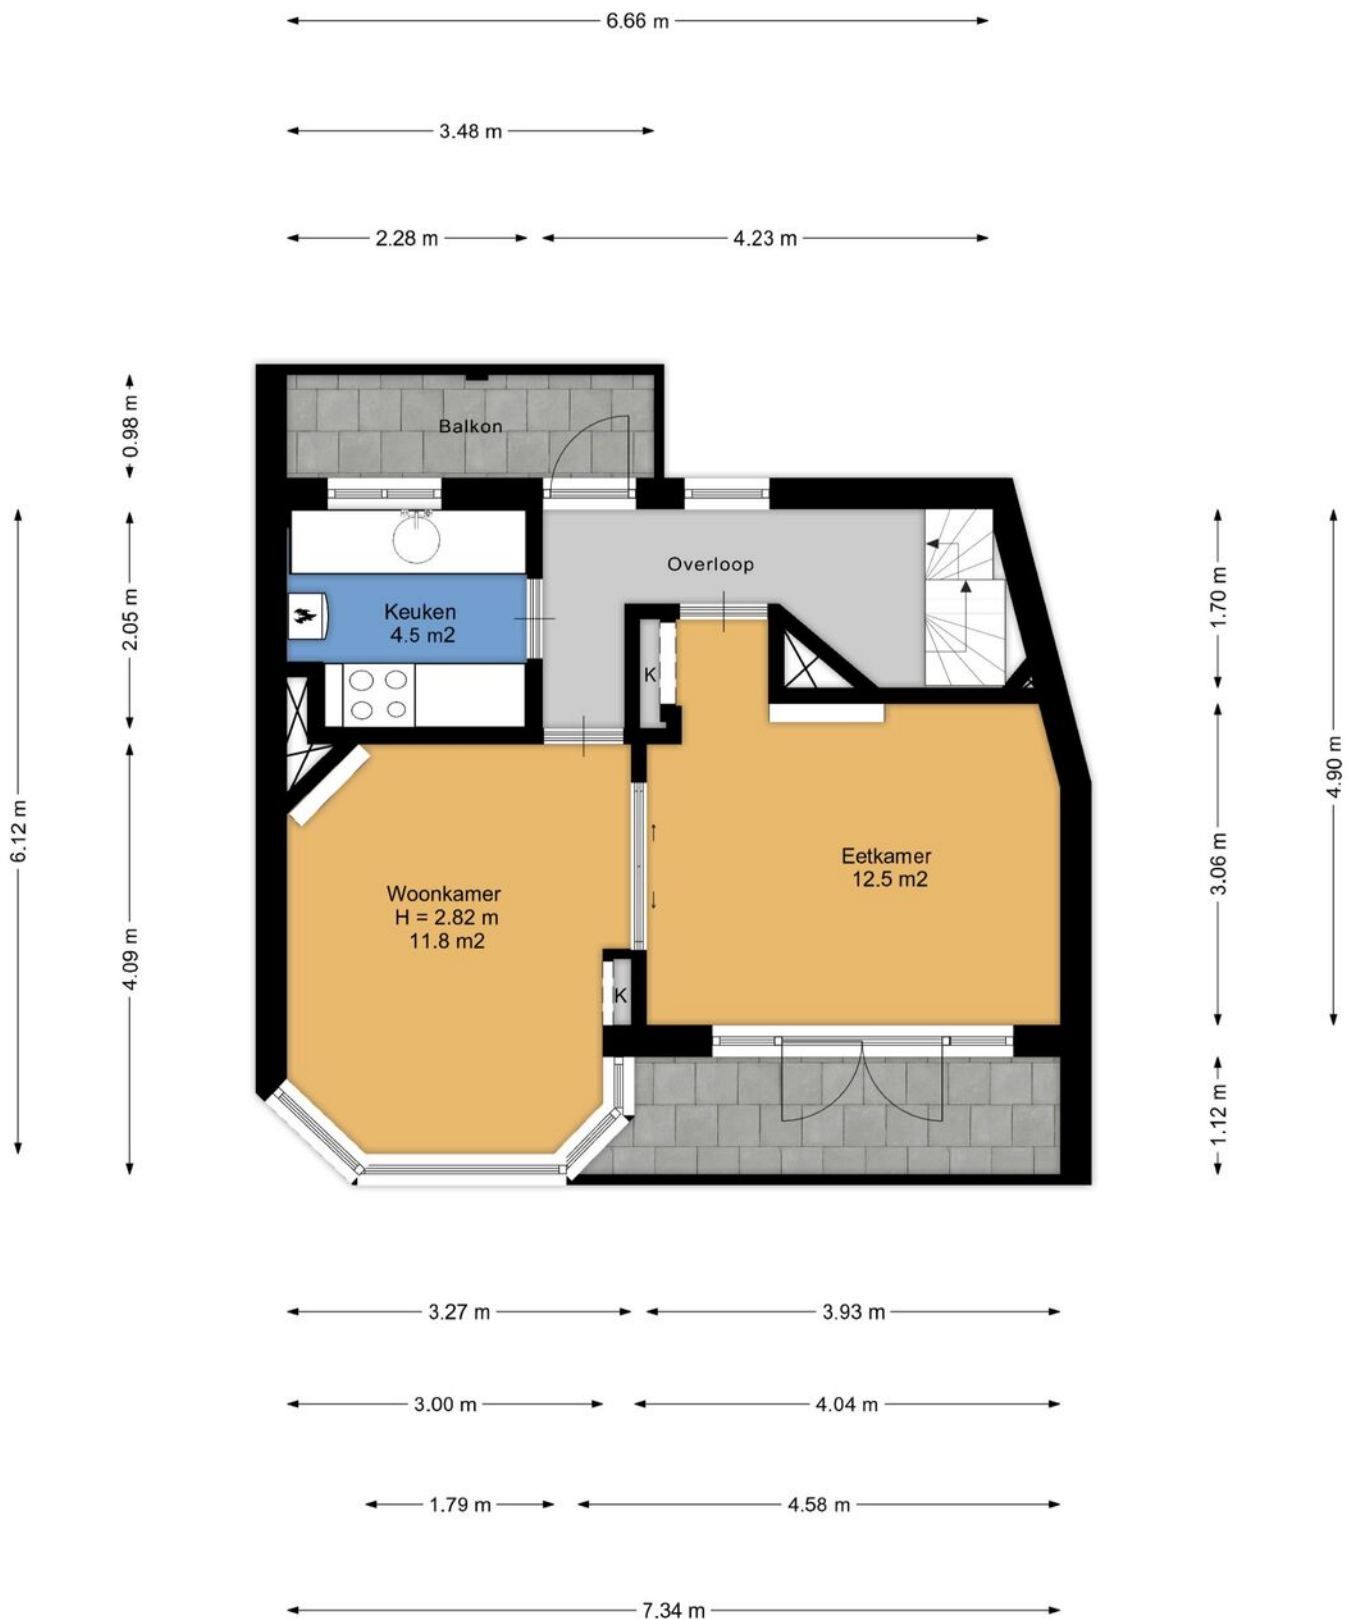 6.66 m
3.48 m
2.28 m
4.23 m
0.98 m
Balkon
2.05 m
1.70 m
Overloop
Keuken
4.5 m2
K
4.90 m
6.12 m
3.06 m
Eetkamer
12.5 m2
Woonkamer
H = 2.82 m
11.8 m2
4.09 m
K
1.12 m
3.27 m
3.93 m
3.00 m
4.04 m
1.79 m
4.58 m
7.34 m